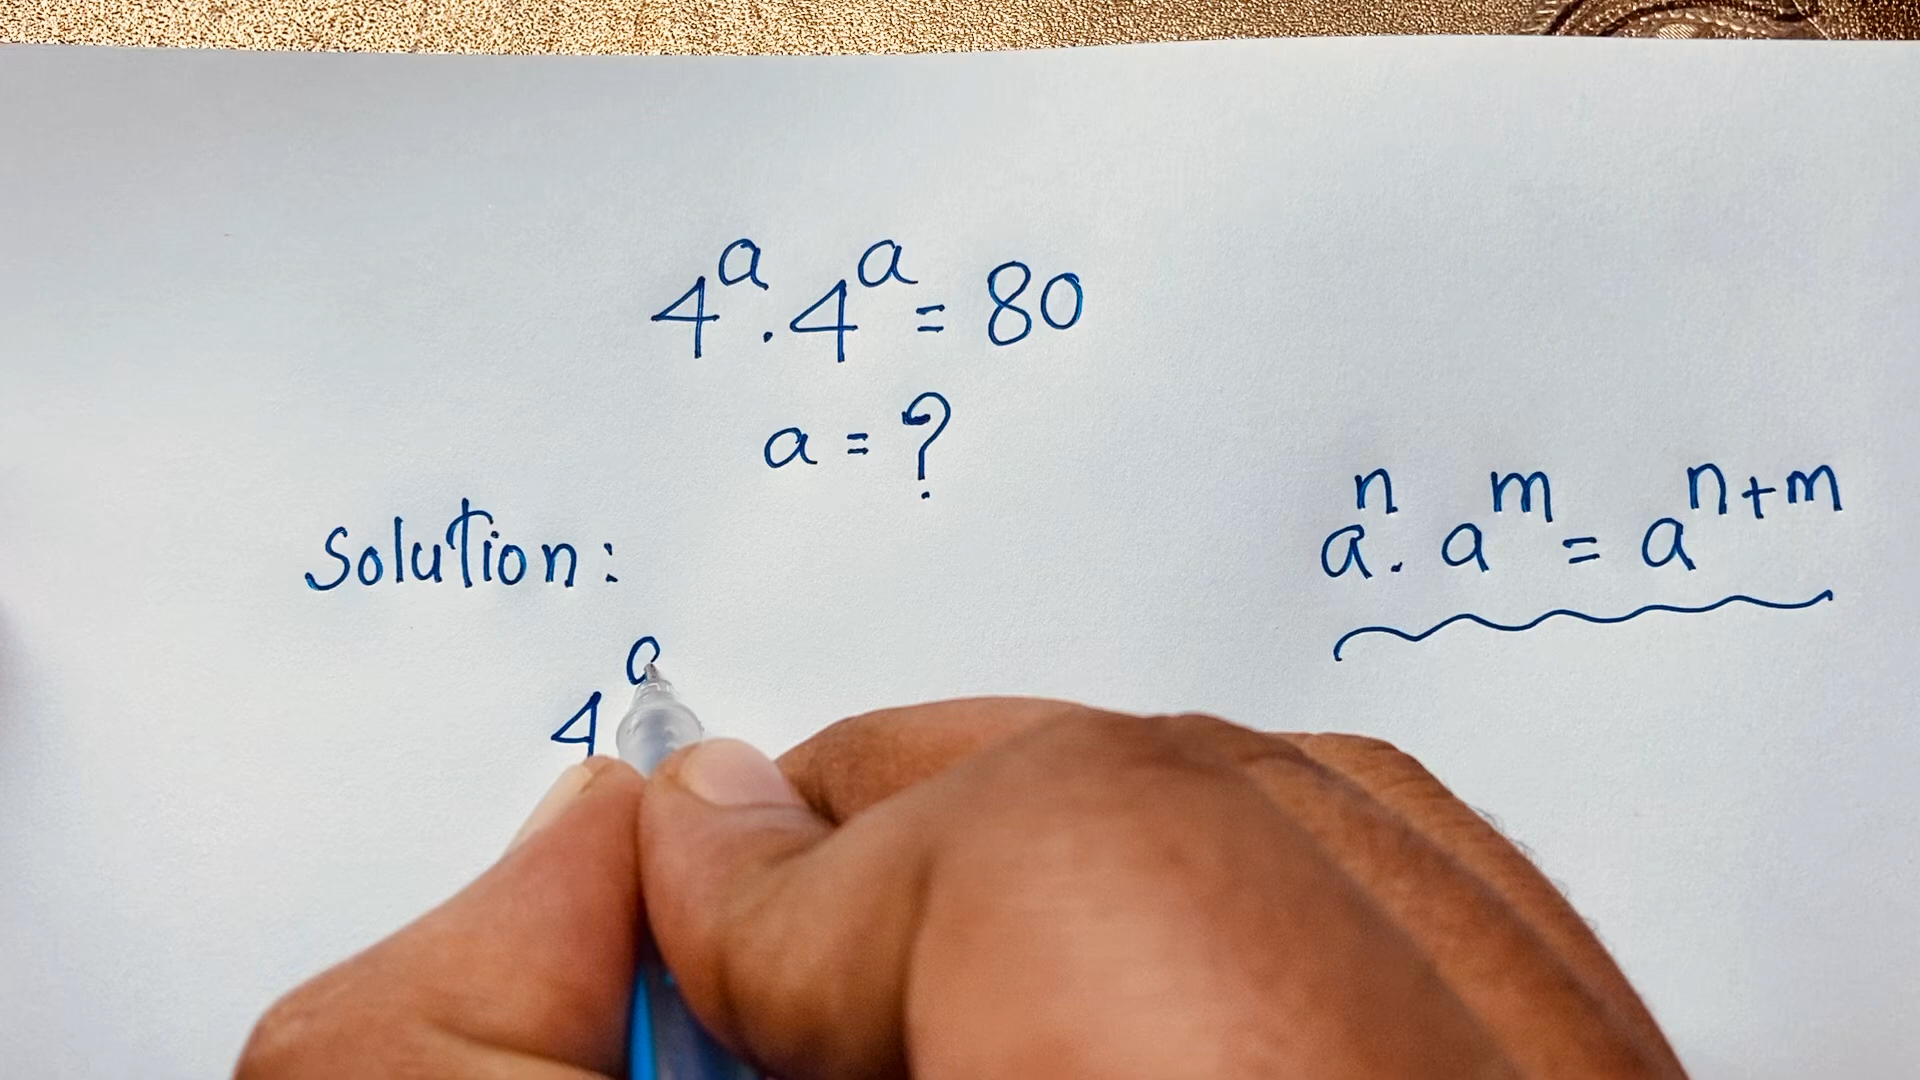 4^a . 4^a = 80
a = ?
a^n . a^m = a^(n+m)
Solution:
4^a